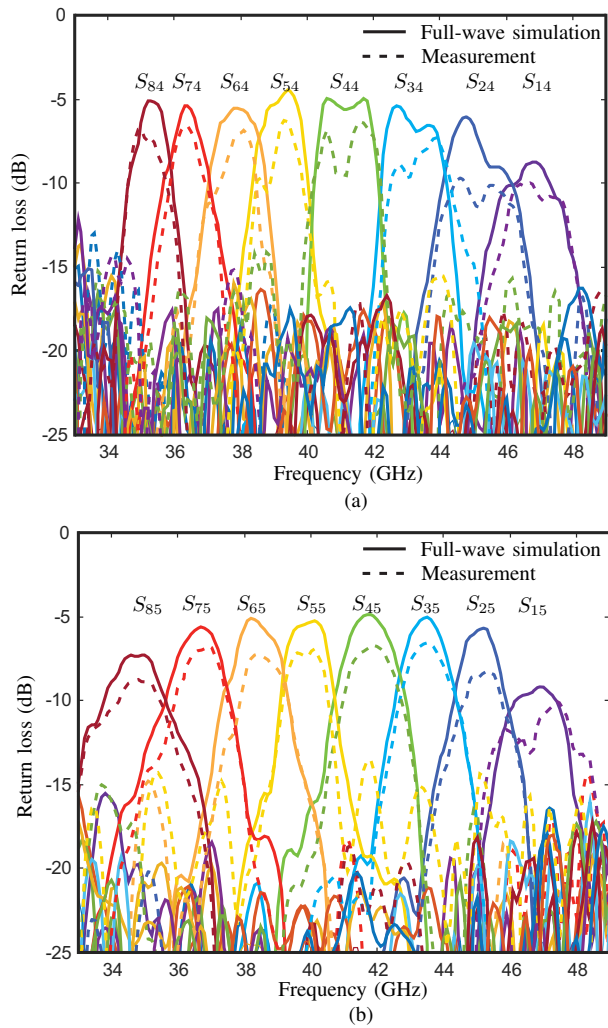 0
Full-wave simulation
Measurement
S84 S74 S64 S54 S44 S34 S24 S14
-5
-10
-15
-20
-25
Return loss (dB)
34 36 38 40 42 44 46 48
Frequency (GHz)
(a)
0
Full-wave simulation
Measurement
S85 S75 S65 S55 S45 S35 S25 S15
-5
-10
-15
-20
-25
Return loss (dB)
34 36 38 40 42 44 46 48
Frequency (GHz)
(b)